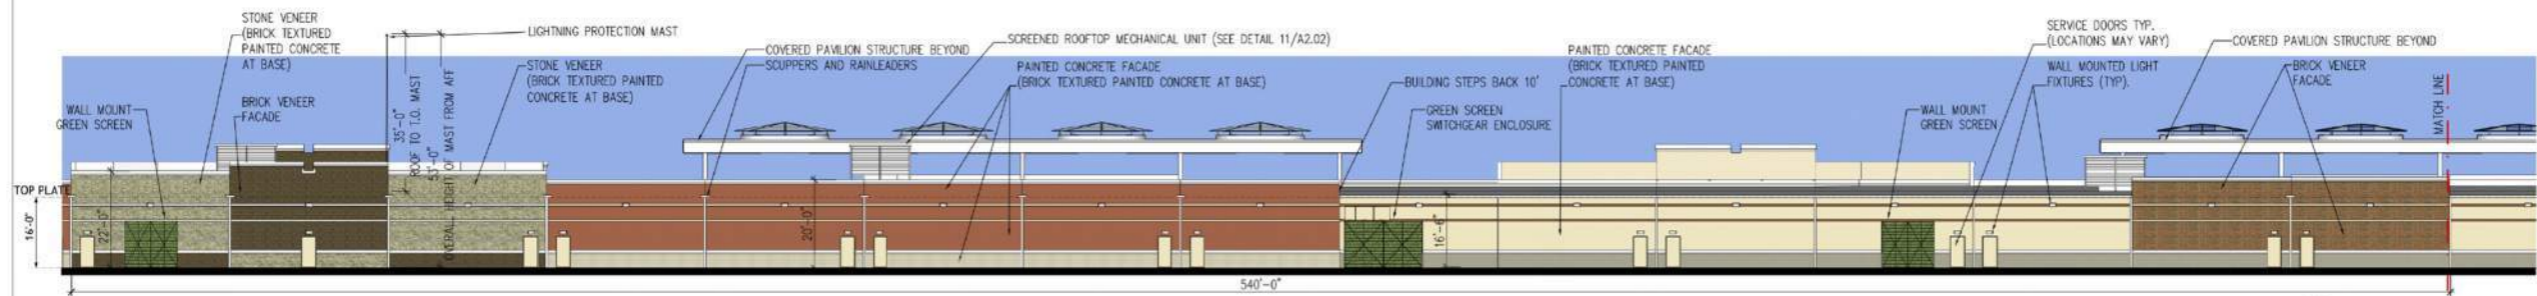 STONE VENEER
(BRICK TEXTURED
PAINTED CONCRETE
AT BASE)
LIGHTNING PROTECTION MAST
WALL MOUNT
GREEN SCREEN
BRICK VENEER
FACADE
35'-0"
ROOF TO T.O. MAST
53'-0"
OVERALL HEIGHT OF MAST FROM AFF
STONE VENEER
(BRICK TEXTURED PAINTED
CONCRETE AT BASE)
COVERED PAVILION STRUCTURE BEYOND
SCUPPERS AND RAINLEADERS
SCREENED ROOFTOP MECHANICAL UNIT (SEE DETAIL 11/A2.02)
PAINTED CONCRETE FACADE
(BRICK TEXTURED PAINTED CONCRETE AT BASE)
BUILDING STEPS BACK 10'
GREEN SCREEN
SWITCHGEAR ENCLOSURE
PAINTED CONCRETE FACADE
(BRICK TEXTURED PAINTED
CONCRETE AT BASE)
WALL MOUNT
GREEN SCREEN
SERVICE DOORS TYP.
(LOCATIONS MAY VARY)
WALL MOUNTED LIGHT
FIXTURES (TYP).
COVERED PAVILION STRUCTURE BEYOND
BRICK VENEER
FACADE
MATCH LINE
TOP PLATE
16'-0"
22'-0"
20'-0"
16'-6"
540'-0"